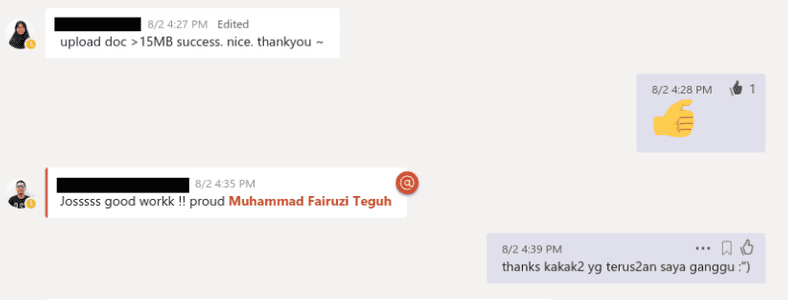 8/2 4:27 PM Edited
upload doc >15MB success. nice. thankyou ~
8/2 4:28 PM 1
8/2 4:35 PM
Josssss good workk !! proud Muhammad Fairuzi Teguh
8/2 4:39 PM
thanks kakak2 yg terus2an saya ganggu :")